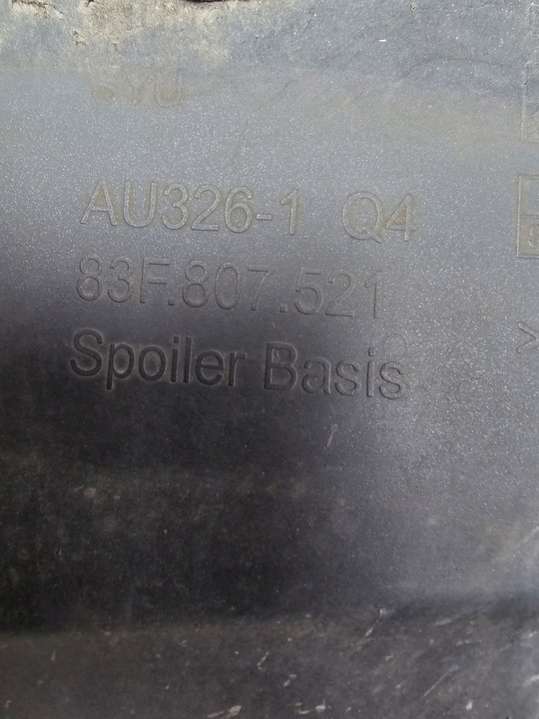 AU326-1 Q4
83F.807.521
Spoiler Basis
>